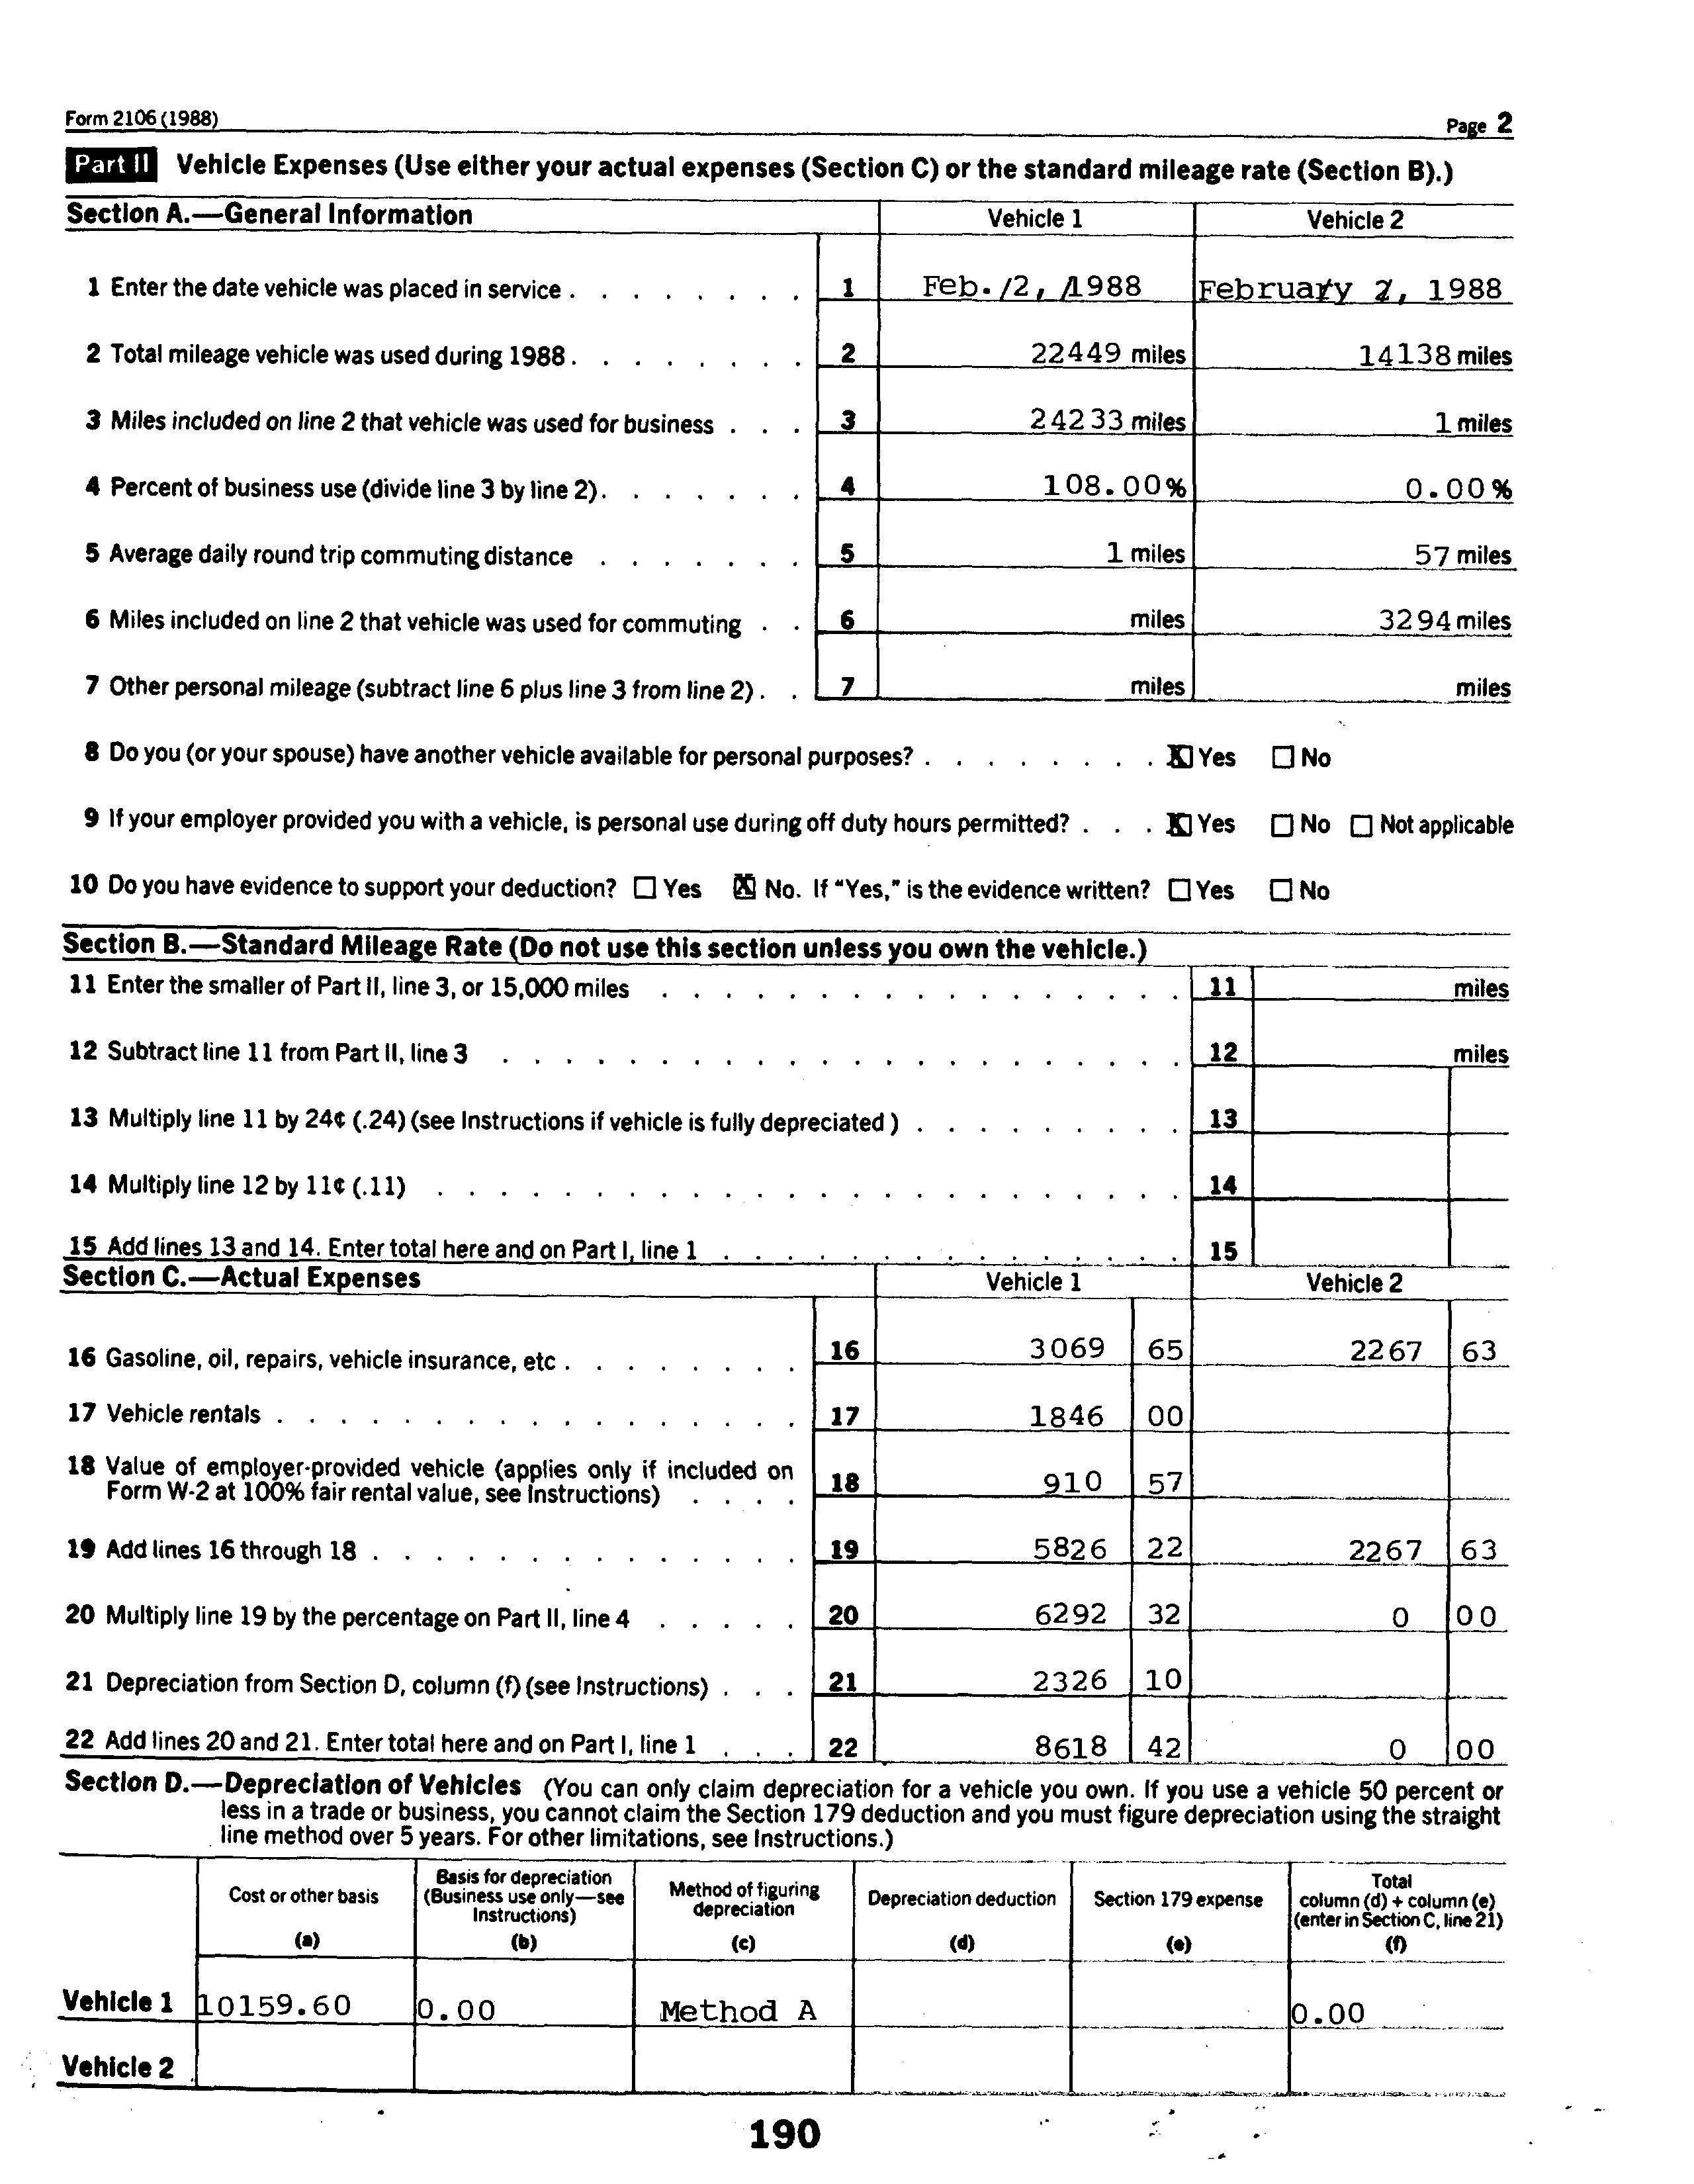 Form 2106 (1988)
Page 2
Part II Vehicle Expenses (Use either your actual expenses (Section C) or the standard mileage rate (Section B).)
Section A.—General Information Vehicle 1 Vehicle 2
1 Enter the date vehicle was placed in service . . . . . . . . 1 Feb. /2, /1988 February 2, 1988
2 Total mileage vehicle was used during 1988 . . . . . . . . 2 22449 miles 14138 miles
3 Miles included on line 2 that vehicle was used for business . . . 3 24233 miles 1 miles
4 Percent of business use (divide line 3 by line 2) . . . . . . . 4 108.00% 0.00%
5 Average daily round trip commuting distance . . . . . . . 5 1 miles 57 miles
6 Miles included on line 2 that vehicle was used for commuting . . 6 miles 3294 miles
7 Other personal mileage (subtract line 6 plus line 3 from line 2) . . 7 miles miles
8 Do you (or your spouse) have another vehicle available for personal purposes? . . . . . . . . ☒ Yes ☐ No
9 If your employer provided you with a vehicle, is personal use during off duty hours permitted? . . . ☒ Yes ☐ No ☐ Not applicable
10 Do you have evidence to support your deduction? ☐ Yes ☒ No. If "Yes," is the evidence written? ☐ Yes ☐ No
Section B.—Standard Mileage Rate (Do not use this section unless you own the vehicle.)
11 Enter the smaller of Part II, line 3, or 15,000 miles . . . . . . . . . . . . . . . . . 11 miles
12 Subtract line 11 from Part II, line 3 . . . . . . . . . . . . . . . . . . . . . . 12 miles
13 Multiply line 11 by 24¢ (.24) (see Instructions if vehicle is fully depreciated ) . . . . . . . . . 13
14 Multiply line 12 by 11¢ (.11) . . . . . . . . . . . . . . . . . . . . . . . . 14
15 Add lines 13 and 14. Enter total here and on Part I, line 1 . . . . . . . . . . . . . . . 15
Section C.—Actual Expenses Vehicle 1 Vehicle 2
16 Gasoline, oil, repairs, vehicle insurance, etc . . . . . . . . 16 3069 65 2267 63
17 Vehicle rentals . . . . . . . . . . . . . . . . . 17 1846 00
18 Value of employer-provided vehicle (applies only if included on
Form W-2 at 100% fair rental value, see Instructions) . . . . 18 910 57
19 Add lines 16 through 18 . . . . . . . . . . . . . . 19 5826 22 2267 63
20 Multiply line 19 by the percentage on Part II, line 4 . . . . . 20 6292 32 0 00
21 Depreciation from Section D, column (f) (see Instructions) . . . 21 2326 10
22 Add lines 20 and 21. Enter total here and on Part I, line 1 . . . 22 8618 42 0 00
Section D.—Depreciation of Vehicles (You can only claim depreciation for a vehicle you own. If you use a vehicle 50 percent or
less in a trade or business, you cannot claim the Section 179 deduction and you must figure depreciation using the straight
line method over 5 years. For other limitations, see Instructions.)
Cost or other basis
(a)
Basis for depreciation
(Business use only—see
Instructions)
(b)
Method of figuring
depreciation
(c)
Depreciation deduction
(d)
Section 179 expense
(e)
Total
column (d) + column (e)
(enter in Section C, line 21)
(f)
Vehicle 1 10159.60 0.00 Method A 0.00
Vehicle 2
190